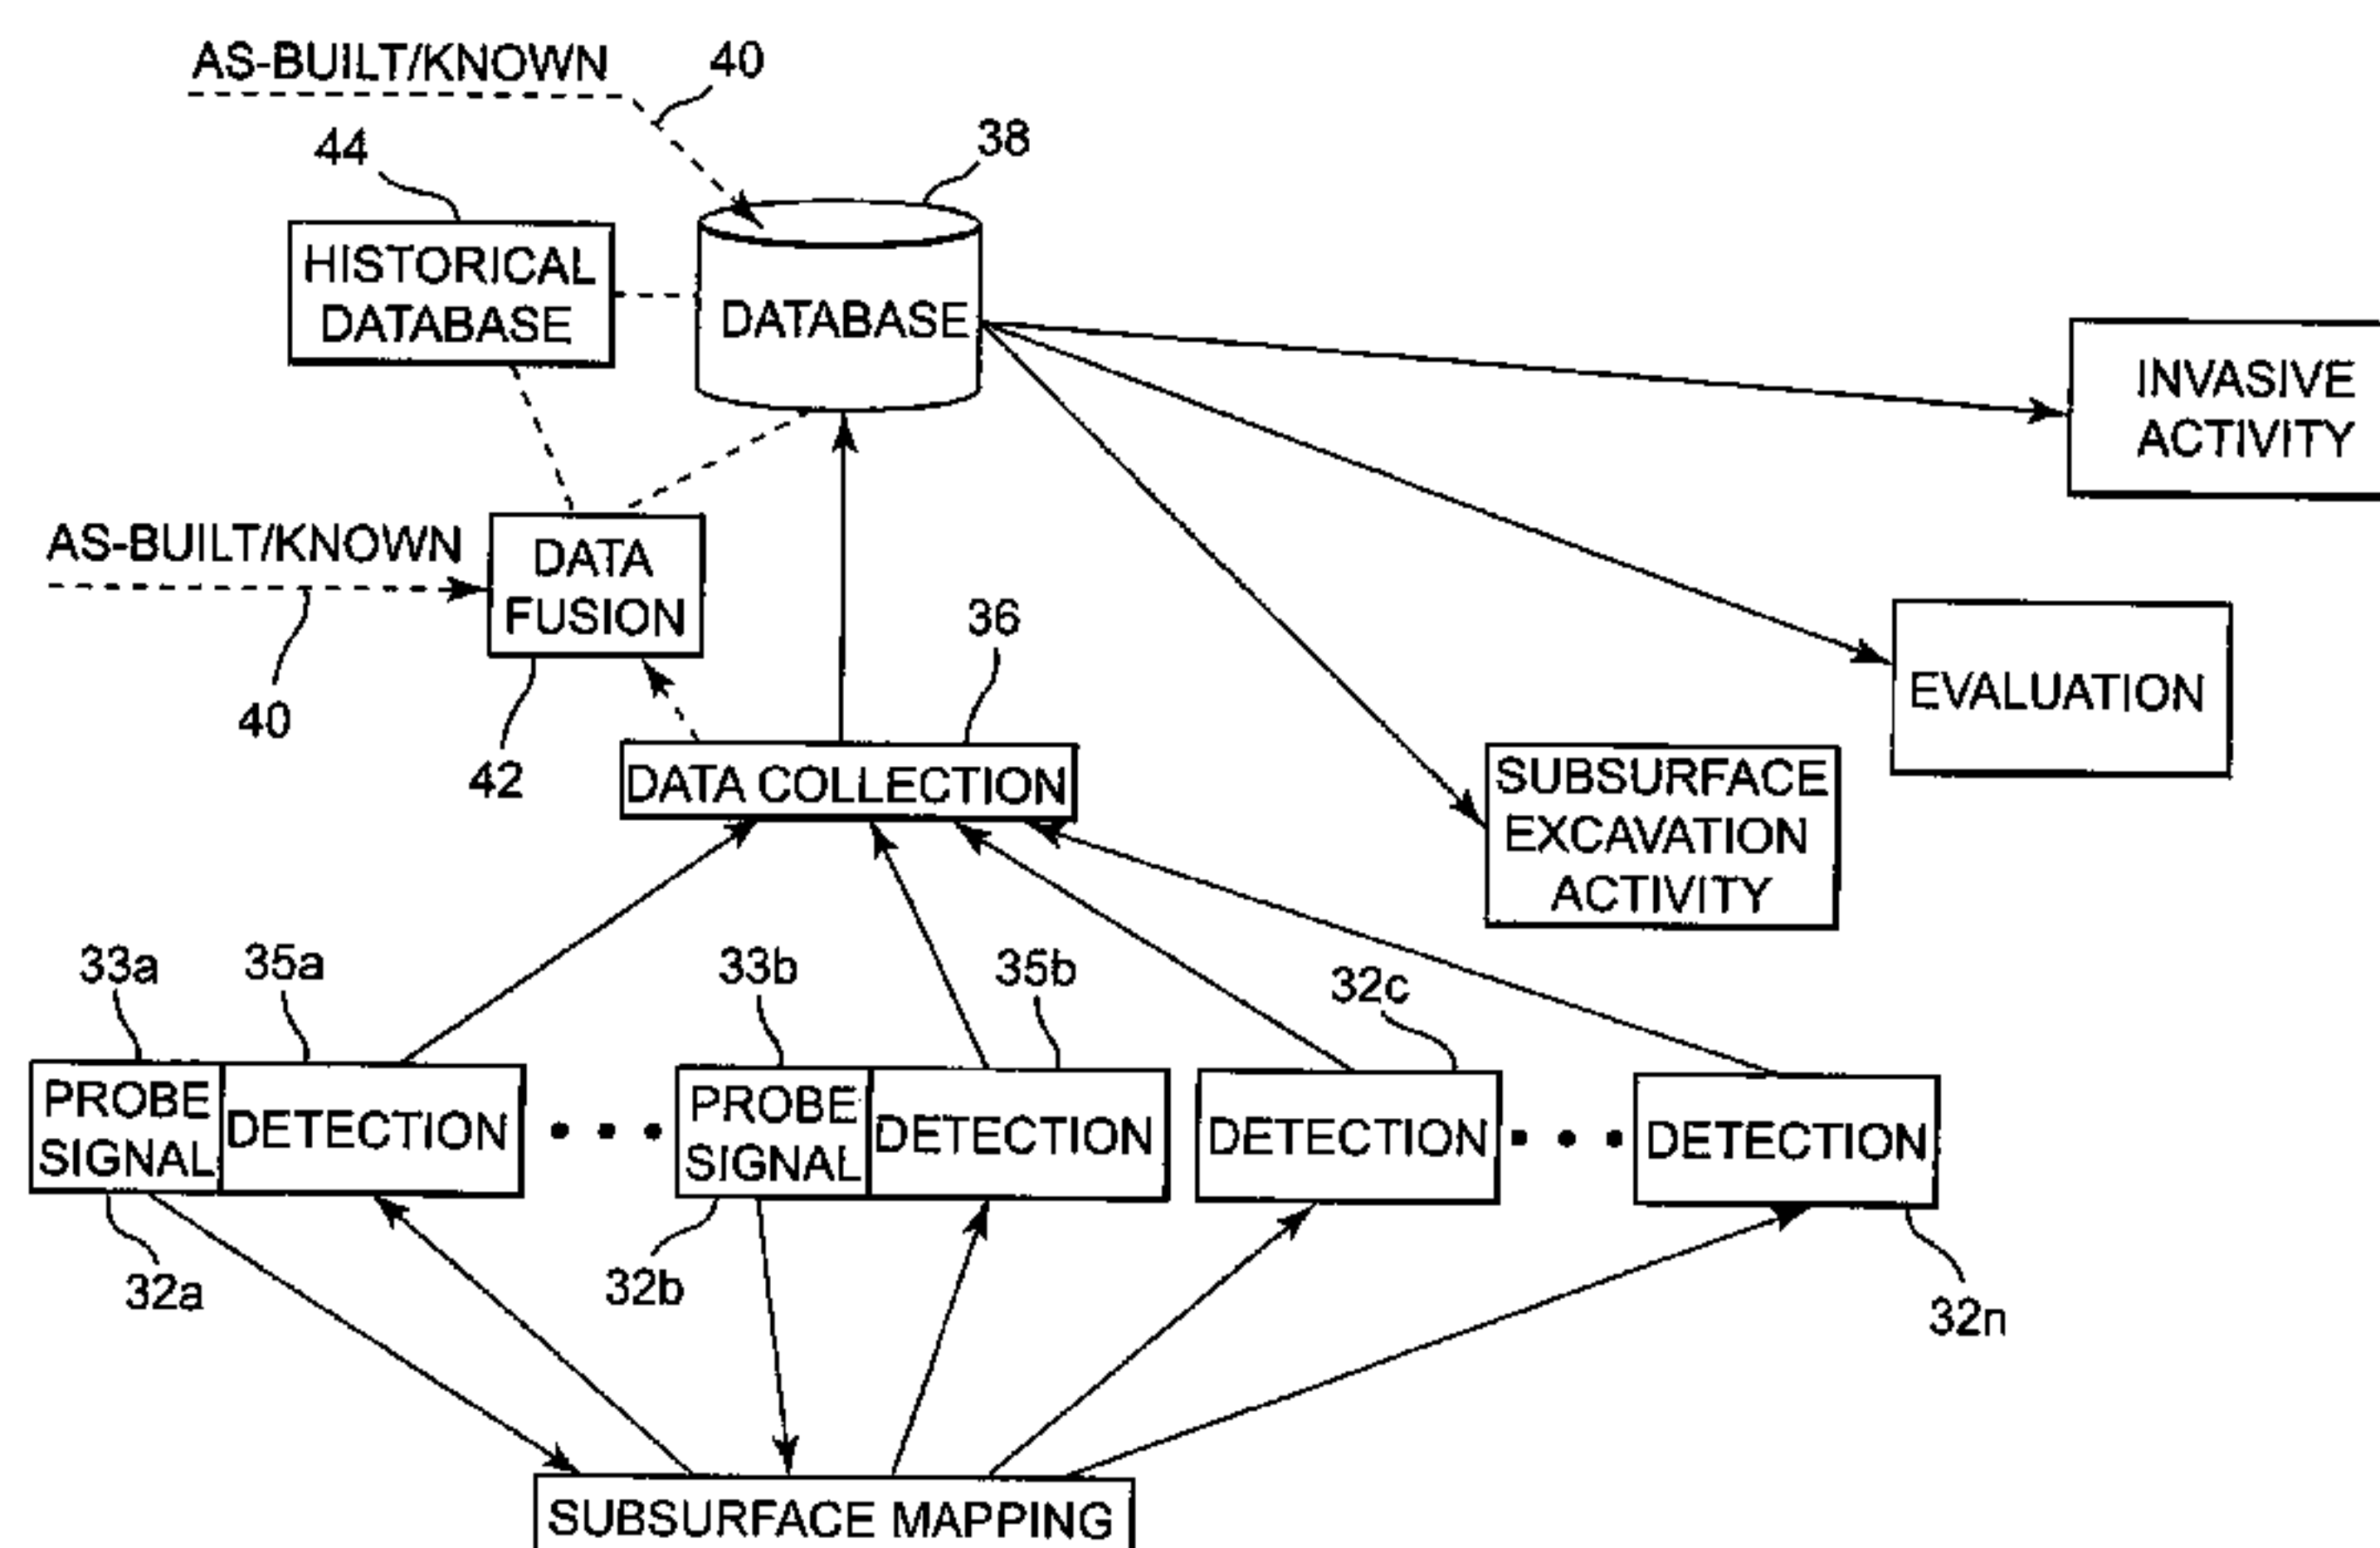 AS-BUILT/KNOWN
40
38
44
HISTORICAL
DATABASE
DATABASE
INVASIVE
ACTIVITY
AS-BUILT/KNOWN
DATA
FUSION
36
40
42
EVALUATION
DATA COLLECTION
SUBSURFACE
EXCAVATION
ACTIVITY
33a
35a
33b
35b
32c
PROBE
SIGNAL
DETECTION
PROBE
SIGNAL
DETECTION
DETECTION
DETECTION
32a
32b
32n
SUBSURFACE MAPPING